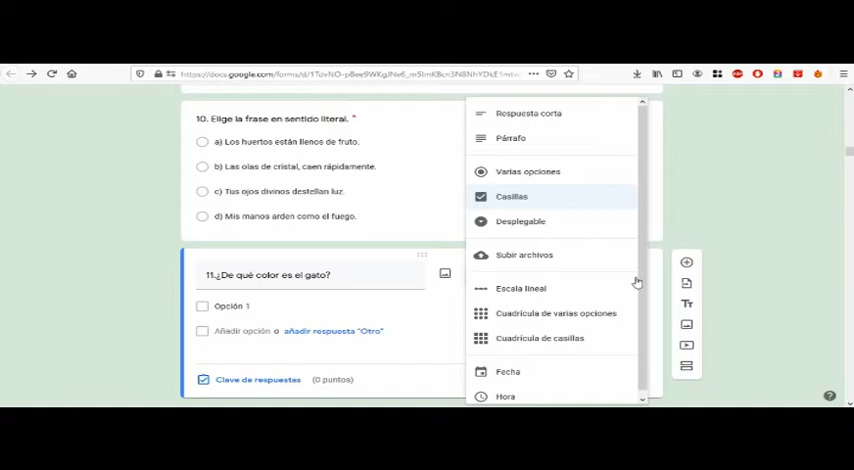 10. Elige la frase en sentido literal. *
a) Los huertos están llenos de fruto.
b) Las olas de cristal, caen rápidamente.
c) Tus ojos divinos destellan luz.
d) Mis manos arden como el fuego.
11.¿De qué color es el gato?
Opción 1
Añadir opción o añadir respuesta "Otro"
Clave de respuestas (0 puntos)
Respuesta corta
Párrafo
Varias opciones
Casillas
Desplegable
Subir archivos
Escala lineal
Cuadrícula de varias opciones
Cuadrícula de casillas
Fecha
Hora